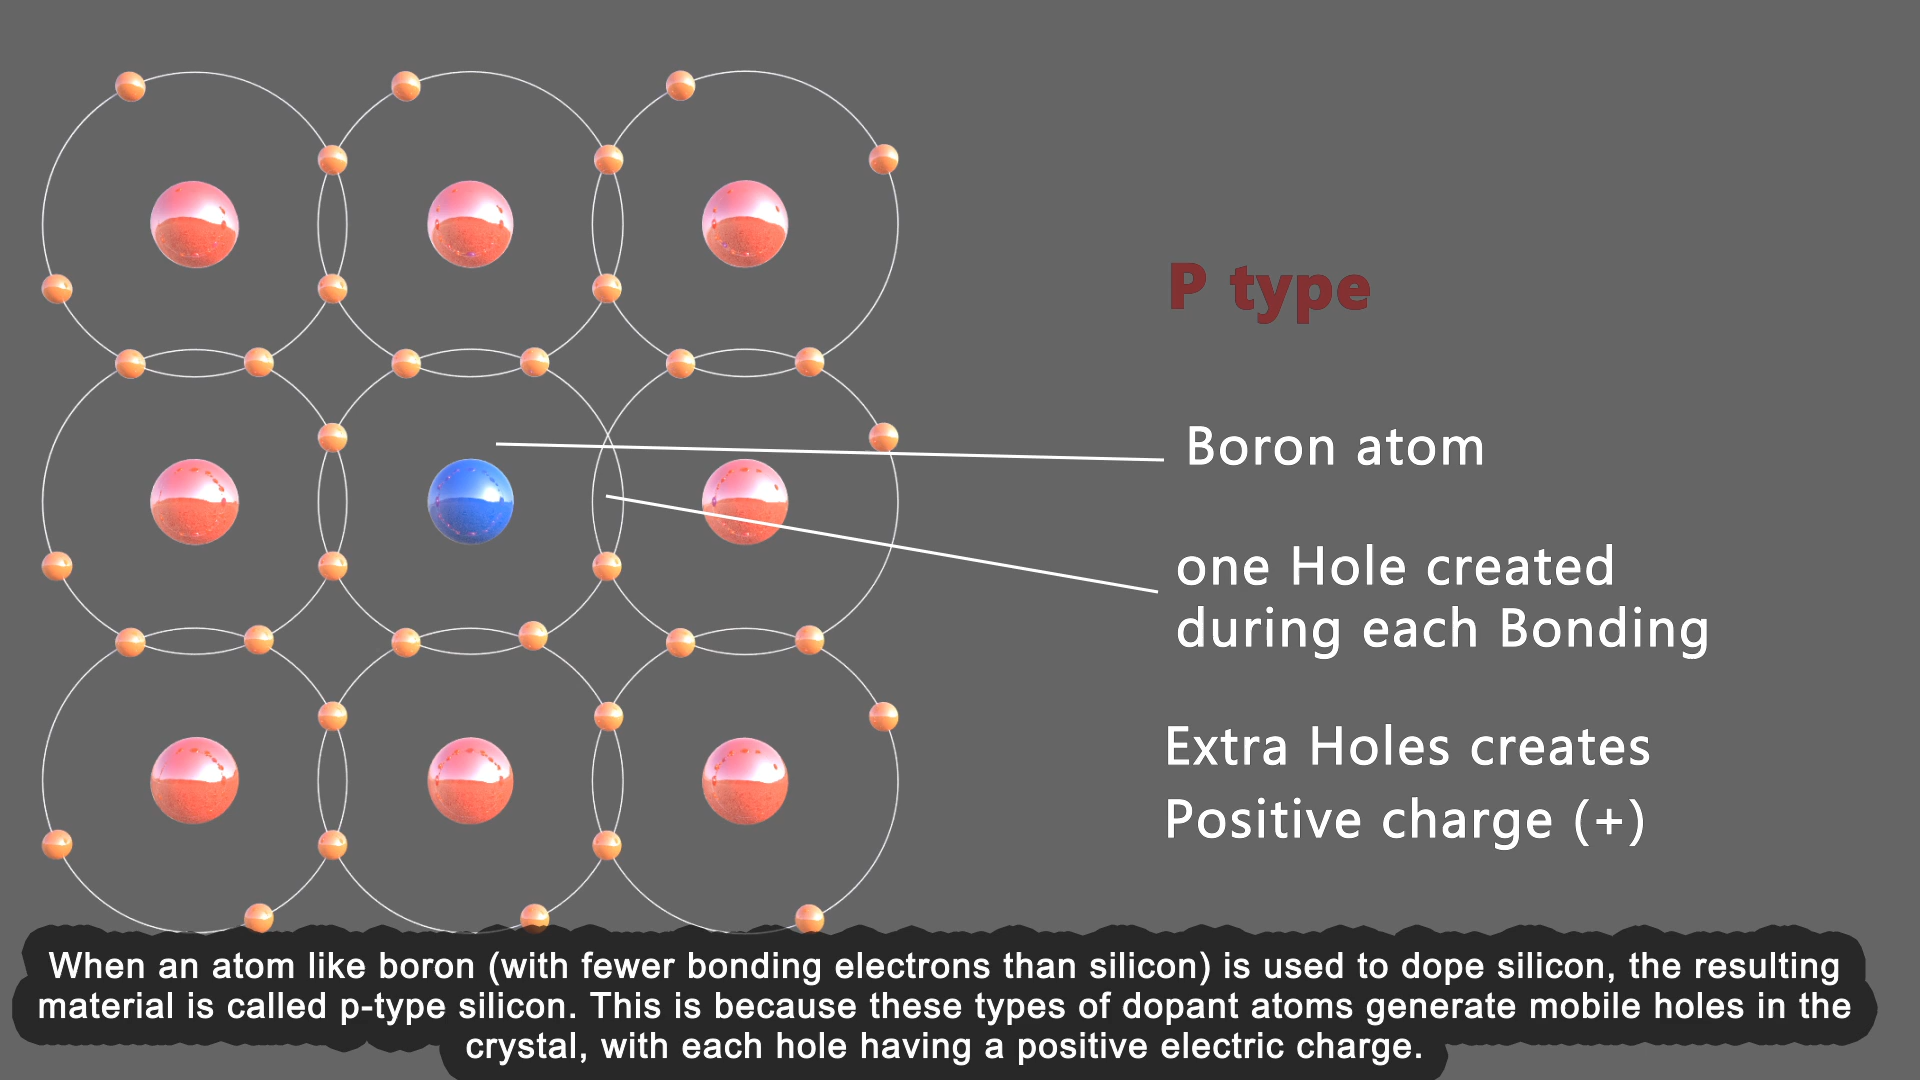 P type
Boron atom
one Hole created
during each Bonding
Extra Holes creates
Positive charge (+)
When an atom like boron (with fewer bonding electrons than silicon) is used to dope silicon, the resulting
material is called p-type silicon. This is because these types of dopant atoms generate mobile holes in the
crystal, with each hole having a positive electric charge.